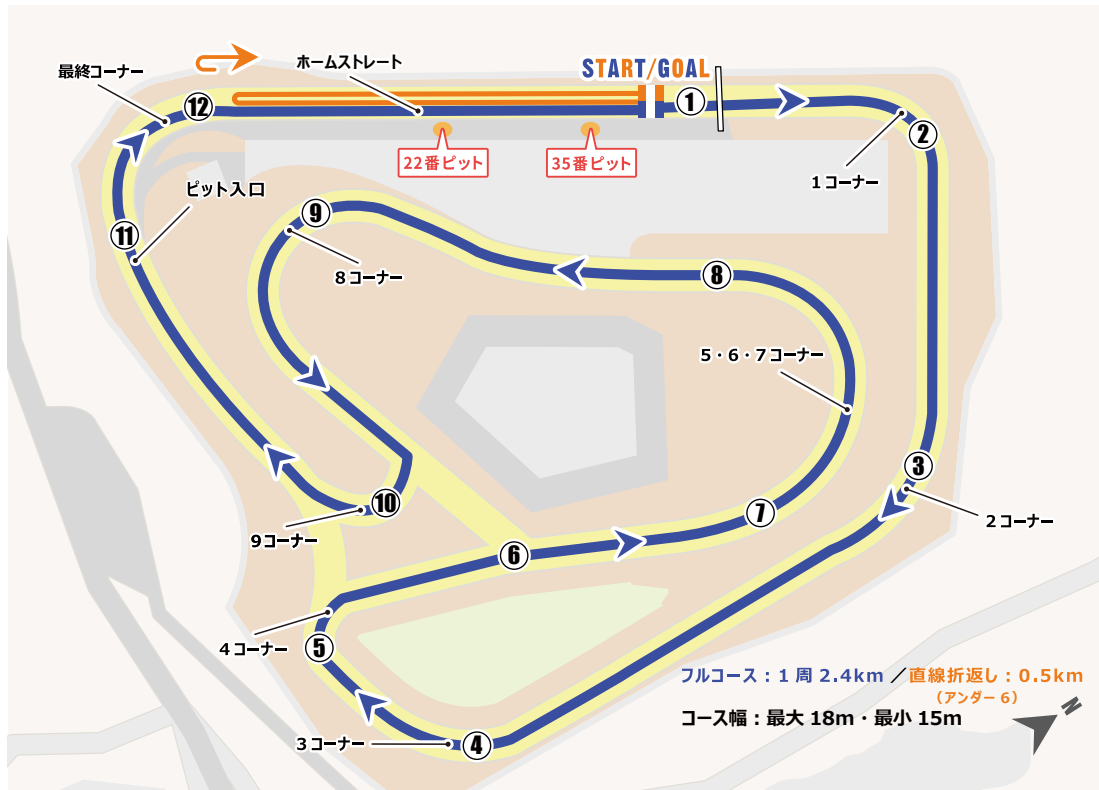 START/GOAL
ホームストレート
最終コーナー
⑫
①
②
22番ピット
35番ピット
1コーナー
ピット入口
⑨
⑪
8コーナー
⑧
5・6・7コーナー
③
⑩
⑦
2コーナー
9コーナー
⑥
4コーナー
⑤
3コーナー
④
フルコース:1周 2.4km /直線折返し:0.5km
(アンダー6)
コース幅:最大 18m・最小 15m
N